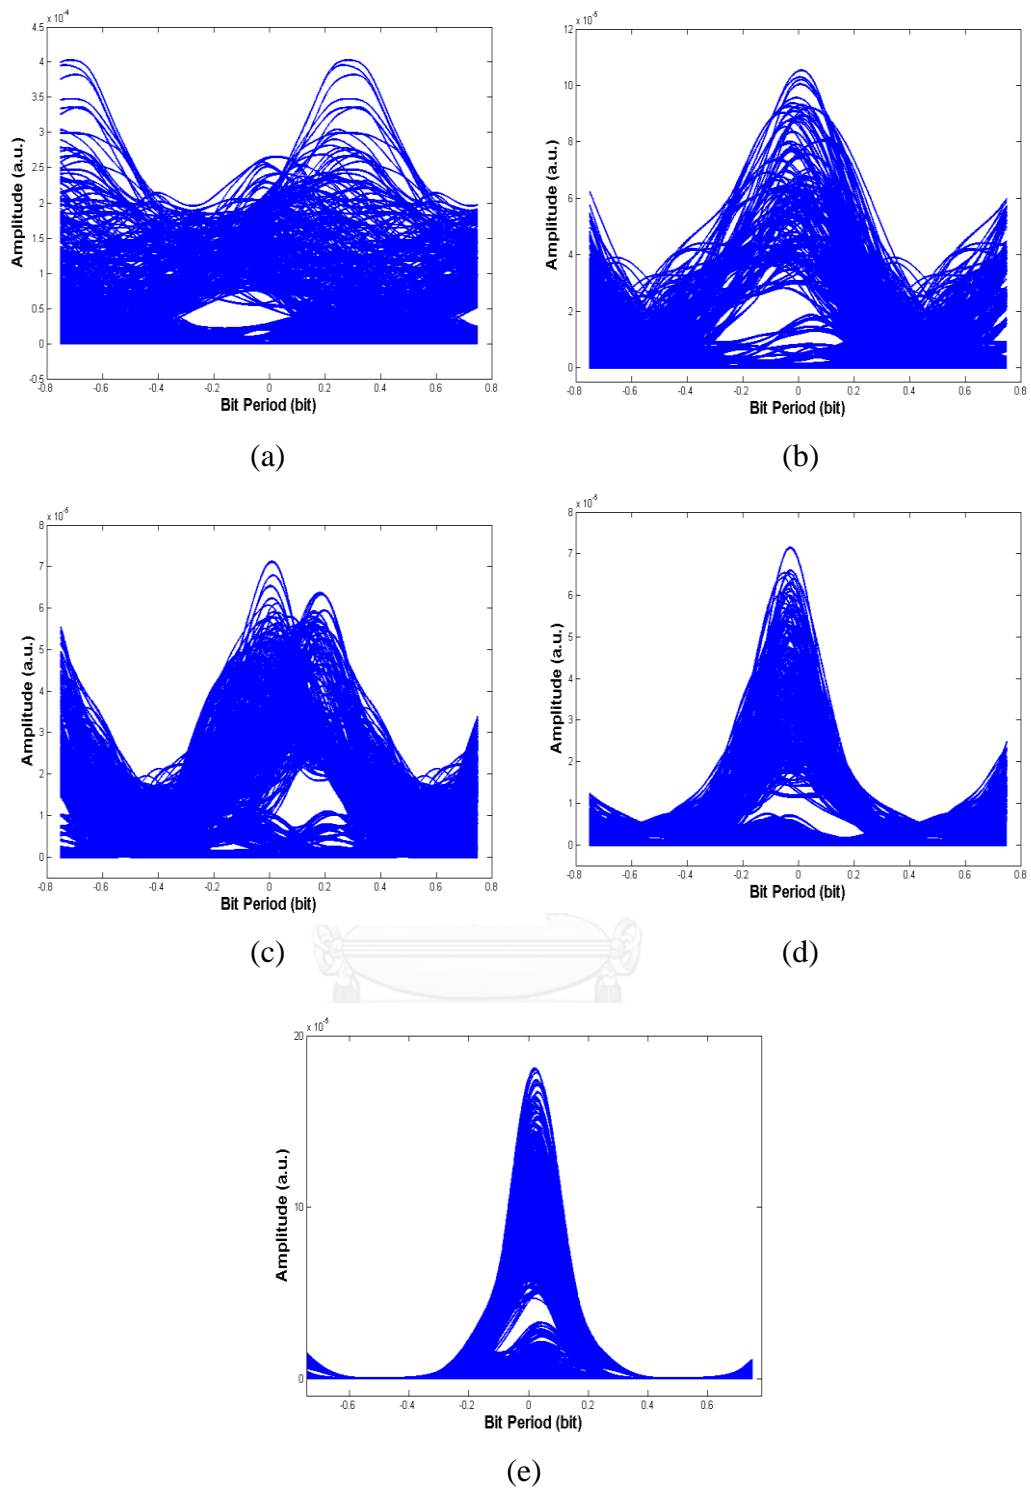 x 10⁻⁴
4.5
4
3.5
3
2.5
2
1.5
1
0.5
0
-0.5
-0.8 -0.6 -0.4 -0.2 0 0.2 0.4 0.6 0.8
Amplitude (a.u.)
Bit Period (bit)
(a)
x 10⁻⁵
12
10
8
6
4
2
0
-0.8 -0.6 -0.4 -0.2 0 0.2 0.4 0.6 0.8
Amplitude (a.u.)
Bit Period (bit)
(b)
x 10⁻⁵
8
7
6
5
4
3
2
1
0
-0.8 -0.6 -0.4 -0.2 0 0.2 0.4 0.6 0.8
Amplitude (a.u.)
Bit Period (bit)
(c)
x 10⁻⁵
8
7
6
5
4
3
2
1
0
-0.8 -0.6 -0.4 -0.2 0 0.2 0.4 0.6 0.8
Amplitude (a.u.)
Bit Period (bit)
(d)
x 10⁻⁵
20
10
0
-0.6 -0.4 -0.2 0 0.2 0.4 0.6
Amplitude (a.u.)
Bit Period (bit)
(e)